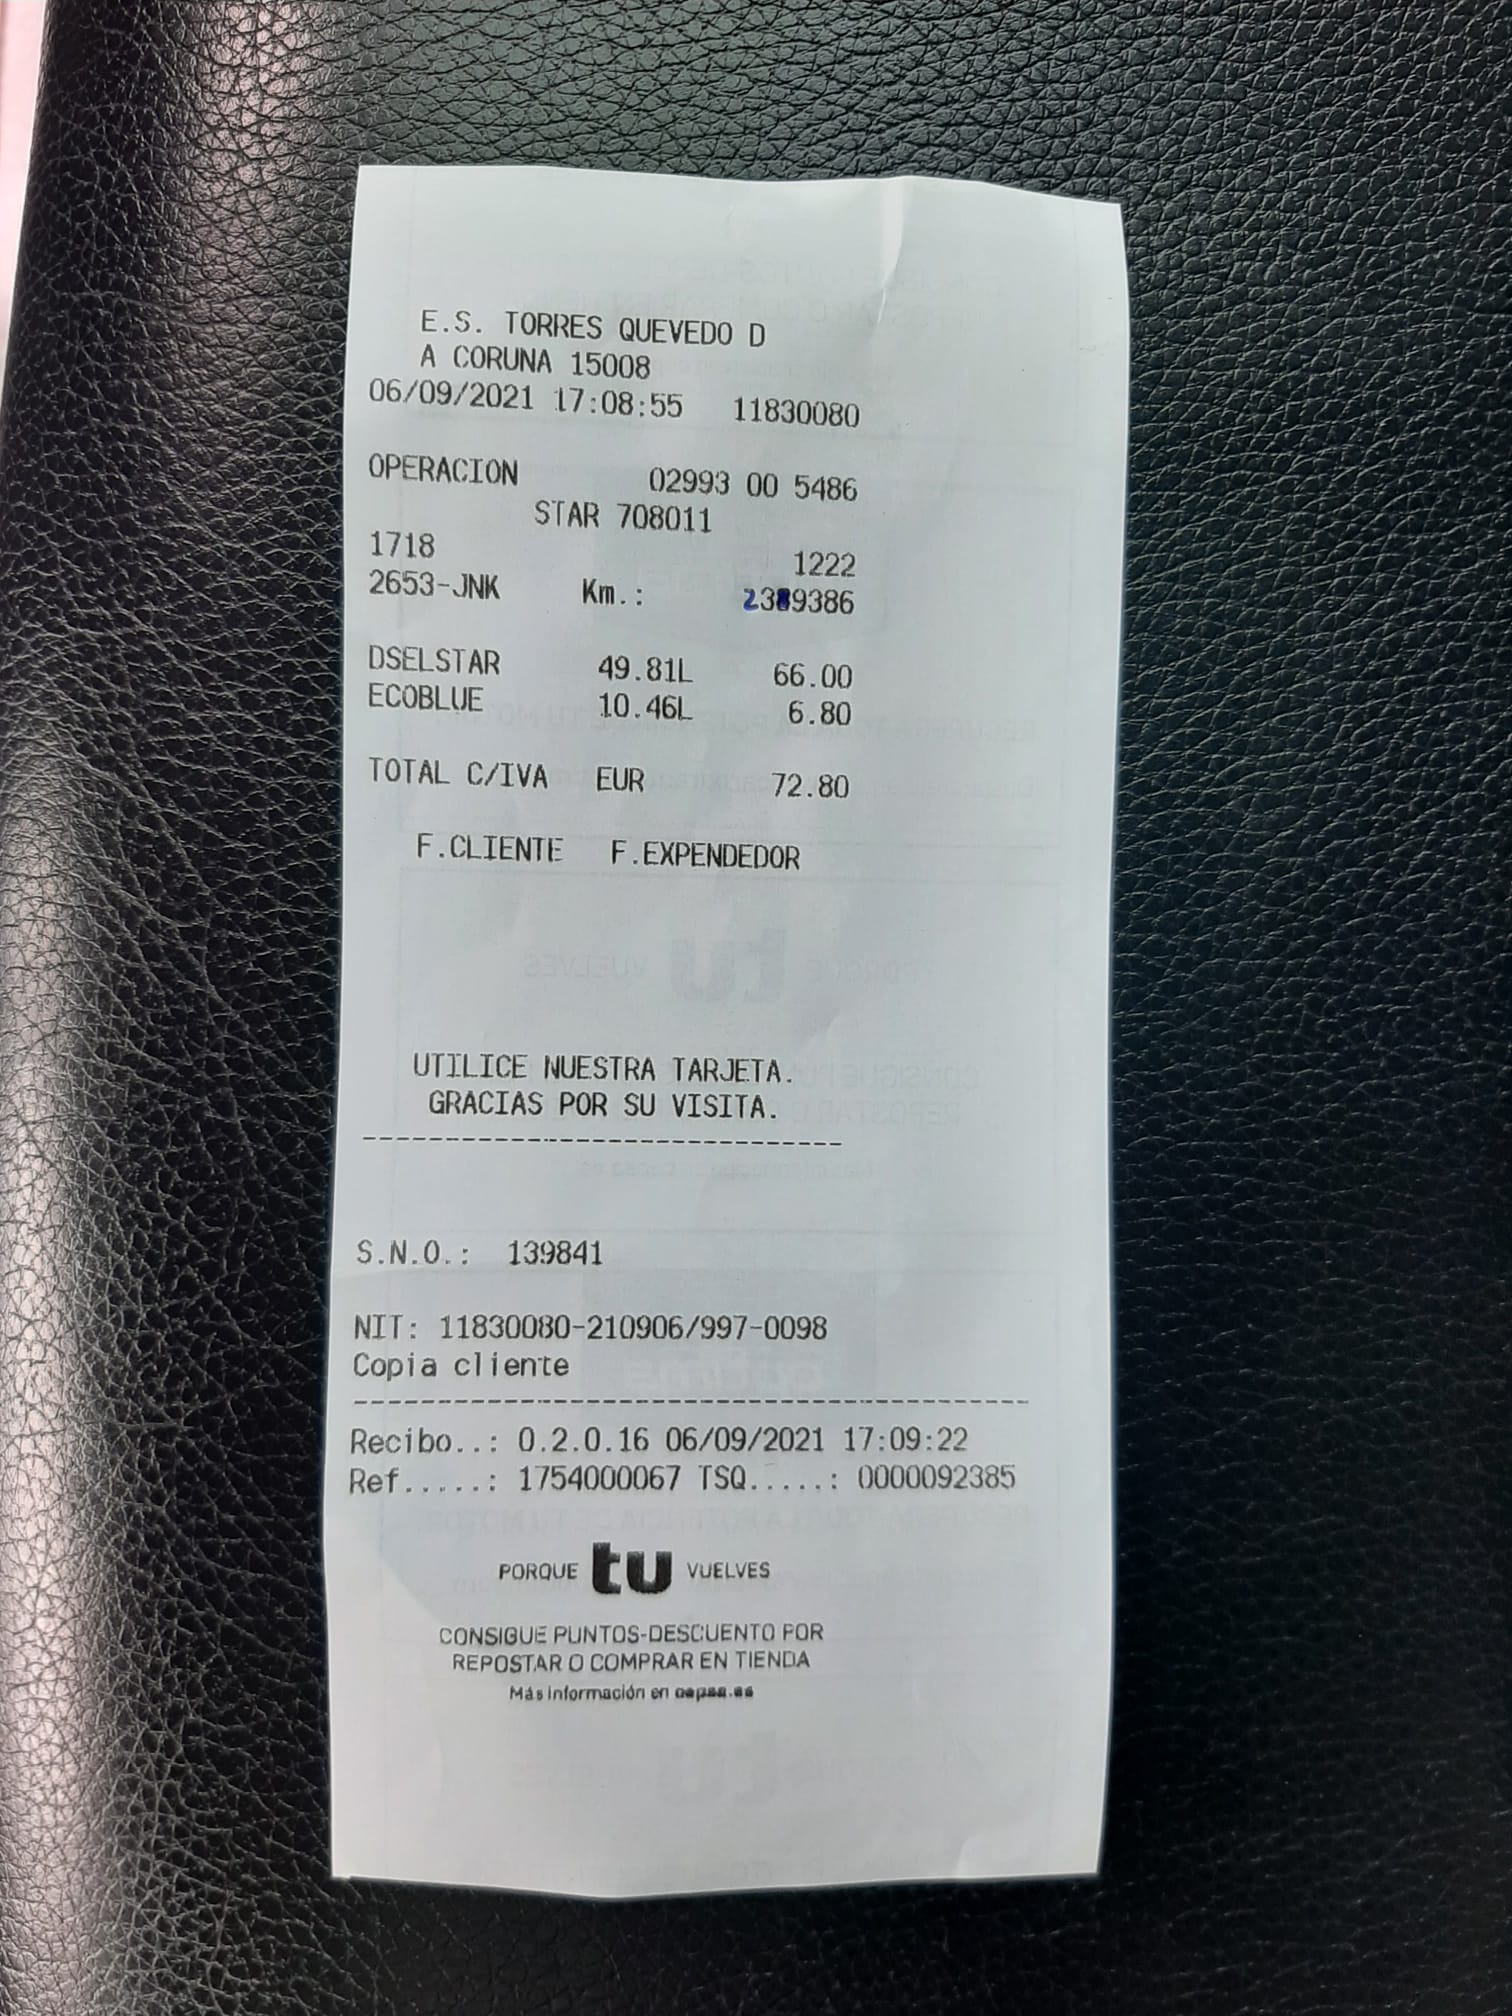 E.S. TORRES QUEVEDO D
A CORUNA 15008
06/09/2021 17:08:55 11830080
OPERACION 02993 00 5486
STAR 708011
1718 1222
2653-JNK Km.: 2389386
DSELSTAR 49.81L 66.00
ECOBLUE 10.46L 6.80
TOTAL C/IVA EUR 72.80
F.CLIENTE F.EXPENDEDOR
UTILICE NUESTRA TARJETA.
GRACIAS POR SU VISITA.
------------------------------
S.N.O.: 139841
NIT: 11830080-210906/997-0098
Copia cliente
----------------------------------------
Recibo..: 0.2.0.16 06/09/2021 17:09:22
Ref.....: 1754000067 TSQ.....: 0000092385
PORQUE tu VUELVES
CONSIGUE PUNTOS-DESCUENTO POR
REPOSTAR O COMPRAR EN TIENDA
Más información en cepsa.es